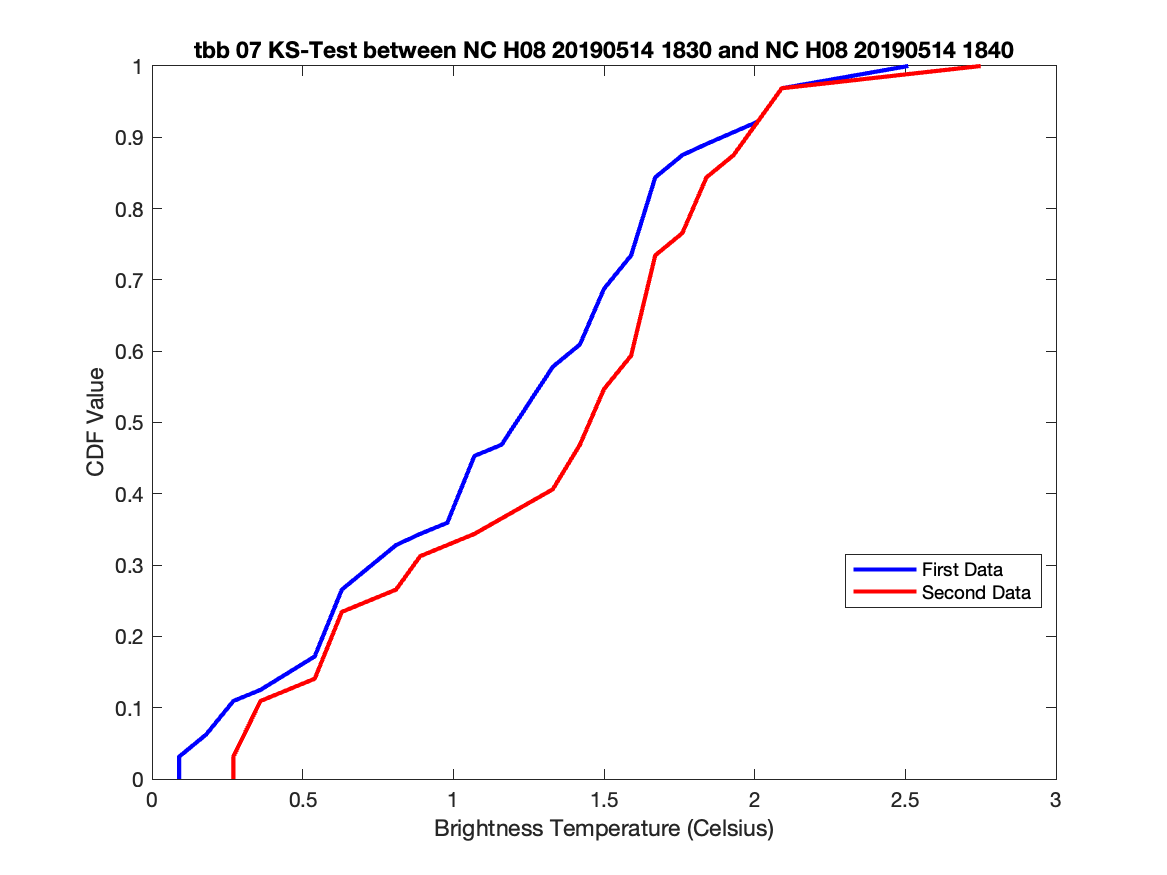 tbb 07 KS-Test between NC H08 20190514 1830 and NC H08 20190514 1840
1
0.9
0.8
0.7
0.6
0.5
0.4
0.3
0.2
0.1
0
CDF Value
First Data
Second Data
0 0.5 1 1.5 2 2.5 3
Brightness Temperature (Celsius)